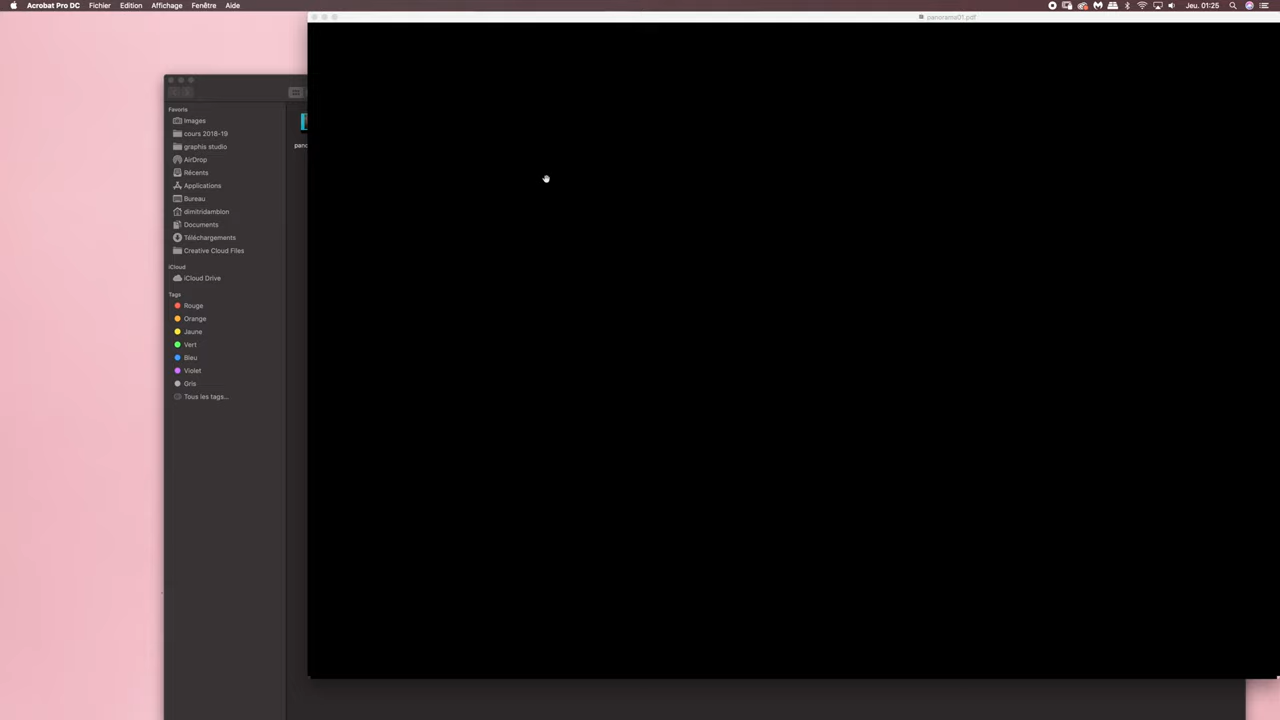 Acrobat Pro DC Fichier Edition Affichage Fenêtre Aide Jeu. 01:25
panorama01.pdf
Favoris
Images
cours 2018-19
graphis studio
AirDrop
Récents
Applications
Bureau
dimitridambion
Documents
Téléchargements
Creative Cloud Files
iCloud
iCloud Drive
Tags
Rouge
Orange
Jaune
Vert
Bleu
Violet
Gris
Tous les tags...